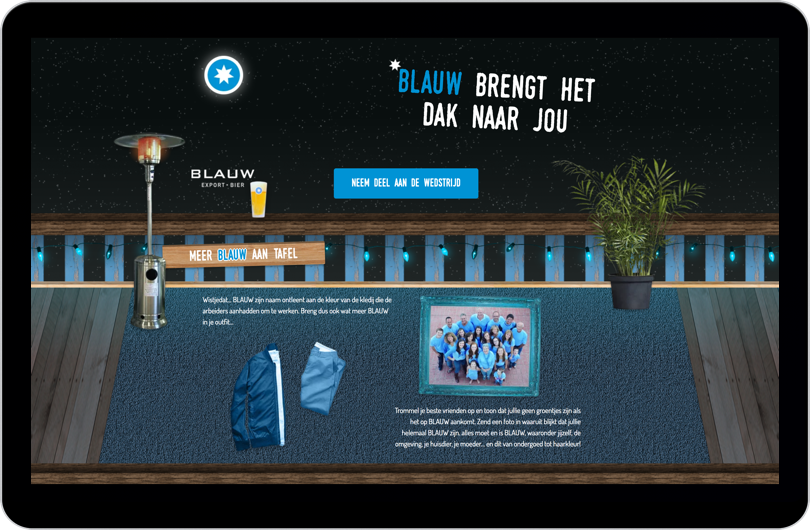 BLAUW BRENGT HET
DAK NAAR JOU
BLAUW
EXPORT-BIER
NEEM DEEL AAN DE WEDSTRIJD
MEER BLAUW AAN TAFEL
Wistjedat... BLAUW zijn naam ontleent aan de kleur van de kledij die de
arbeiders aanhadden om te werken. Breng dus ook wat meer BLAUW
in je outfit...
Trommel je beste vrienden op en toon dat jullie geen groentjes zijn als
het op BLAUW aankomt. Zend een foto in waaruit blijkt dat jullie
helemaal BLAUW zijn, alles moet en is BLAUW, waaronder jijzelf, de
omgeving, je huisdier, je moeder... en dit van ondergoed tot haarkleur!